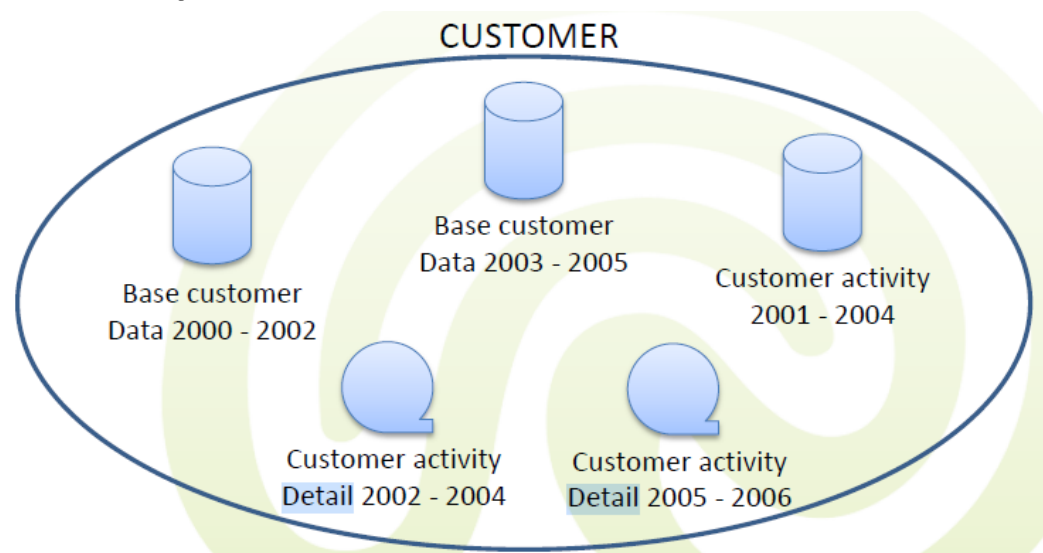 CUSTOMER
Base customer
Data 2003 - 2005
Customer activity
2001 - 2004
Base customer
Data 2000 - 2002
Customer activity
Detail 2002 - 2004
Customer activity
Detail 2005 - 2006